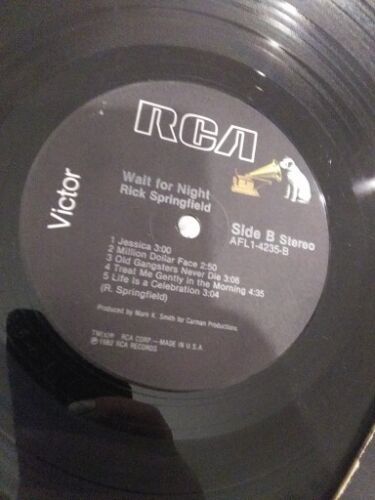 RCA
Victor
Wait for Night
Rick Springfield
Side B Stereo
AFL1-4235-B
1 Jessica 3:00
2 Million Dollar Face 2:50
3 Old Gangsters Never Die 3:06
4 Treat Me Gently in the Morning 4:35
5 Life Is a Celebration 3:04
(R. Springfield)
Produced by Mark K. Smith for Carman Productions
RCA CORP.—MADE IN U.S.A
℗1982 RCA RECORDS